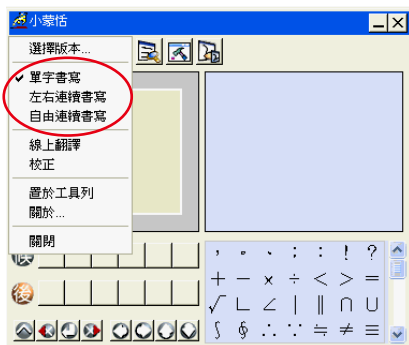 小蒙恬
選擇版本...
✓ 單字書寫
左右連續書寫
自由連續書寫
線上翻譯
校正
置於工具列
關於...
關閉
候
後
， 。 、 ； ： ！ ？
＋ － × ÷ ＜ ＞ ＝
√ ∟ ∠ ｜ ∥ ∩ ∪
∫ ∮ ∴ ∵ ≒ ≠ ≡